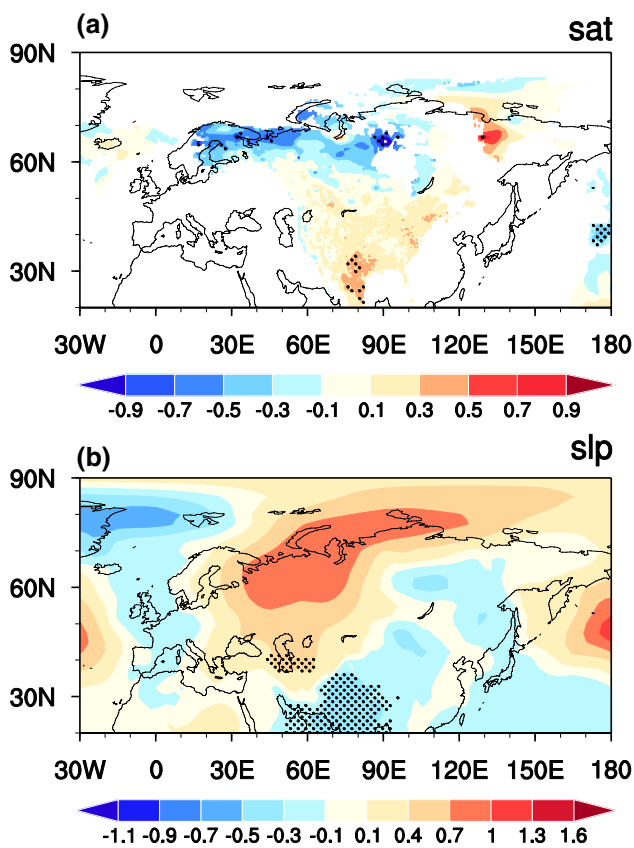 (a) sat
90N
60N
30N
30W 0 30E 60E 90E 120E 150E 180
-0.9 -0.7 -0.5 -0.3 -0.1 0.1 0.3 0.5 0.7 0.9
(b) slp
90N
60N
30N
30W 0 30E 60E 90E 120E 150E 180
-1.1 -0.9 -0.7 -0.5 -0.3 -0.1 0.1 0.4 0.7 1 1.3 1.6